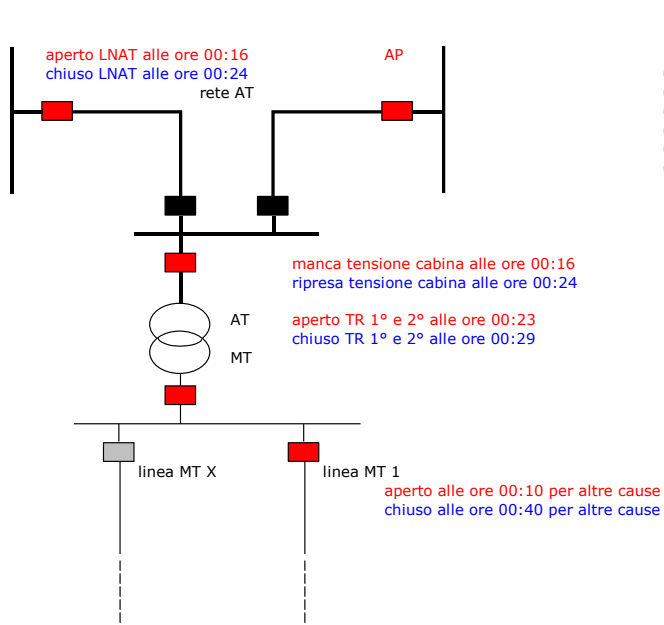 aperto LNAT alle ore 00:16
AP
chiuso LNAT alle ore 00:24
rete AT
manca tensione cabina alle ore 00:16
ripresa tensione cabina alle ore 00:24
AT
aperto TR 1° e 2° alle ore 00:23
chiuso TR 1° e 2° alle ore 00:29
MT
linea MT X
linea MT 1
aperto alle ore 00:10 per altre cause
chiuso alle ore 00:40 per altre cause